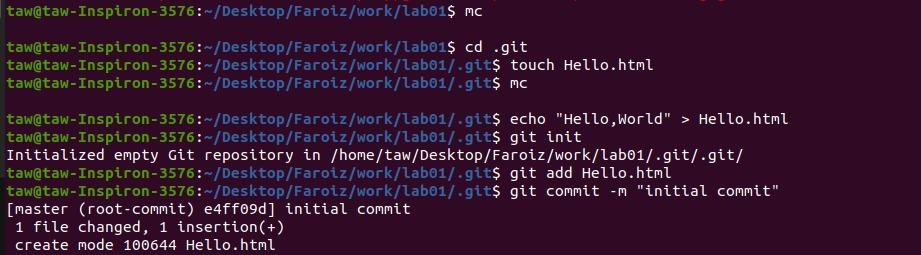 taw@taw-Inspiron-3576:~/Desktop/Faroiz/work/lab01$ mc
taw@taw-Inspiron-3576:~/Desktop/Faroiz/work/lab01$ cd .git
taw@taw-Inspiron-3576:~/Desktop/Faroiz/work/lab01/.git$ touch Hello.html
taw@taw-Inspiron-3576:~/Desktop/Faroiz/work/lab01/.git$ mc
taw@taw-Inspiron-3576:~/Desktop/Faroiz/work/lab01/.git$ echo "Hello,World" > Hello.html
taw@taw-Inspiron-3576:~/Desktop/Faroiz/work/lab01/.git$ git init
Initialized empty Git repository in /home/taw/Desktop/Faroiz/work/lab01/.git/.git/
taw@taw-Inspiron-3576:~/Desktop/Faroiz/work/lab01/.git$ git add Hello.html
taw@taw-Inspiron-3576:~/Desktop/Faroiz/work/lab01/.git$ git commit -m "initial commit"
[master (root-commit) e4ff09d] initial commit
 1 file changed, 1 insertion(+)
 create mode 100644 Hello.html